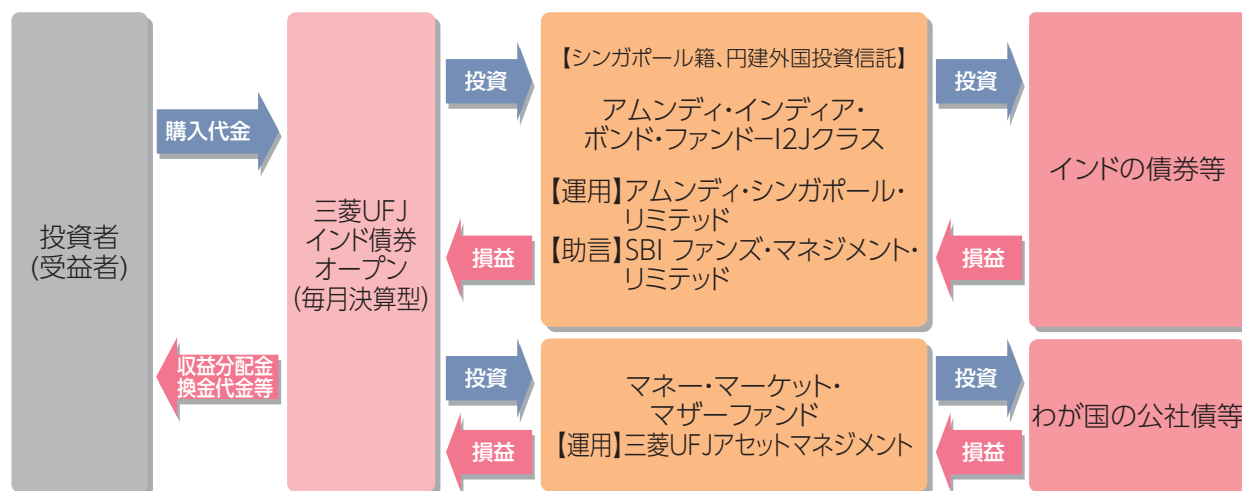 投資者
(受益者)
購入代金
収益分配金
換金代金等
三菱UFJ
インド債券
オープン
(毎月決算型)
投資
損益
【シンガポール籍、円建外国投資信託】
アムンディ・インディア・
ボンド・ファンドーI2Jクラス
【運用】アムンディ・シンガポール・
リミテッド
【助言】SBI ファンズ・マネジメント・
リミテッド
投資
損益
インドの債券等
投資
損益
マネー・マーケット・
マザーファンド
【運用】三菱UFJアセットマネジメント
投資
損益
わが国の公社債等